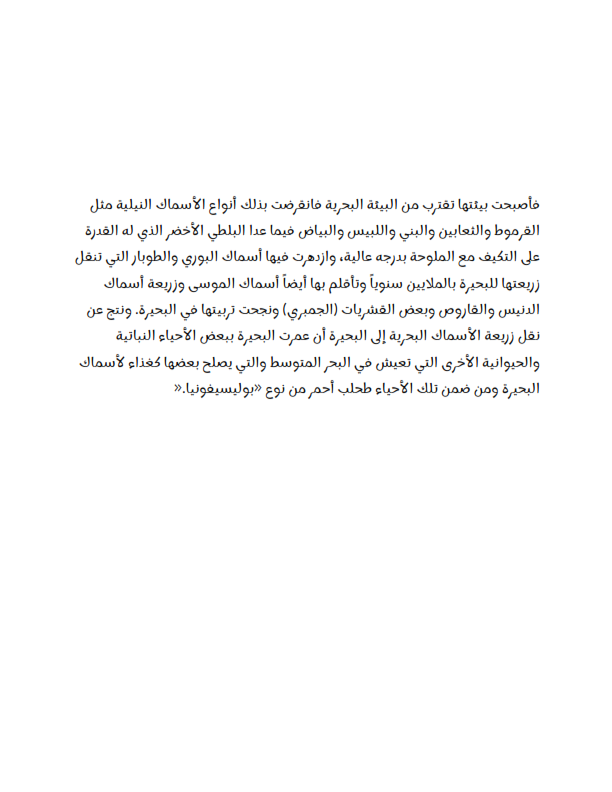 فأصبحت بيئتها تقترب من البيئة البحرية فانقرضت بذلك أنواع الأسماك النيلية مثل
القرموط والثعابين والبني واللبيس والبياض فيما عدا البلطي الأخضر الذي له القدرة
على التكيف مع الملوحة بدرجه عالية، وازدهرت فيها أسماك البوري والطوبار التي تنقل
زريعتها للبحيرة بالملايين سنوياً وتأقلم بها أيضاً أسماك الموسى وزريعة أسماك
الدنيس والقاروص وبعض القشريات (الجمبري) ونجحت تربيتها في البحيرة. ونتج عن
نقل زريعة الأسماك البحرية إلى البحيرة أن عمرت البحيرة ببعض الأحياء النباتية
والحيوانية الأخرى التي تعيش في البحر المتوسط والتي يصلح بعضها كغذاء لأسماك
البحيرة ومن ضمن تلك الأحياء طحلب أحمر من نوع «بوليسيفونيا.«